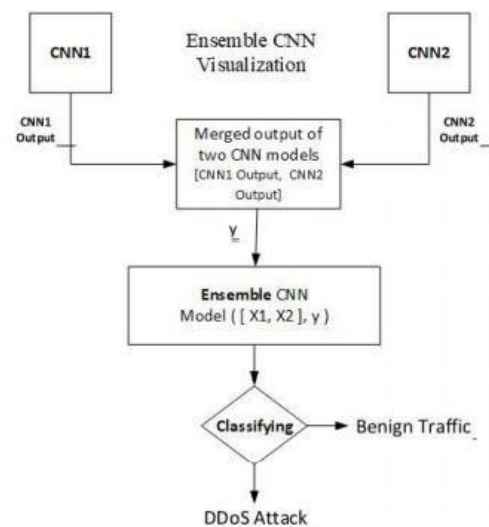 CNN1
Ensemble CNN
Visualization
CNN2
CNN1
Output
CNN2
Output
Merged output of
two CNN models
[CNN1 Output, CNN2
Output]
y
Ensemble CNN
Model ( [ X1, X2 ], y )
Classifying
Benign Traffic
DDoS Attack